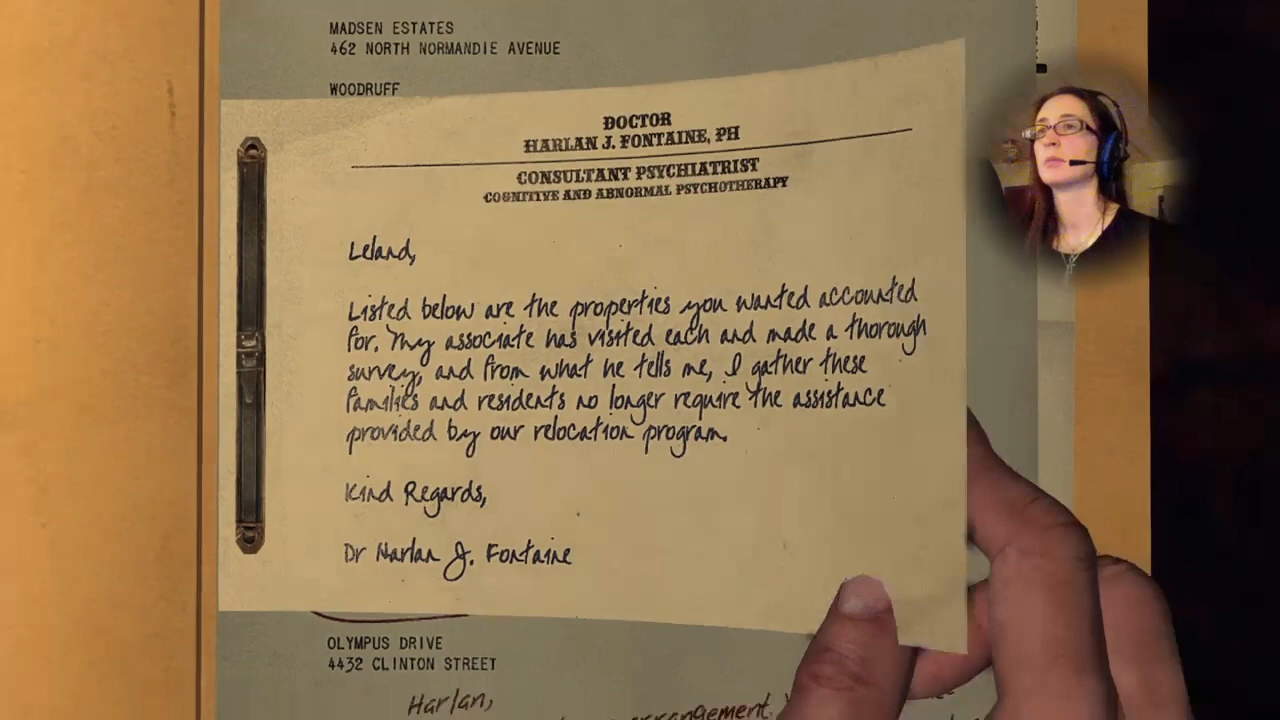 MADSEN ESTATES
462 NORTH NORMANDIE AVENUE
WOODRUFF
DOCTOR
HARLAN J. FONTAINE, PH
CONSULTANT PSYCHIATRIST
COGNITIVE AND ABNORMAL PSYCHOTHERAPY
Leland,
Listed below are the properties you wanted accounted
for. My associate has visited each and made a thorough
survey, and from what he tells me, I gather these
families and residents no longer require the assistance
provided by our relocation program.
Kind Regards,
Dr Harlan J. Fontaine
OLYMPUS DRIVE
4432 CLINTON STREET
Harlan,
arrangement.